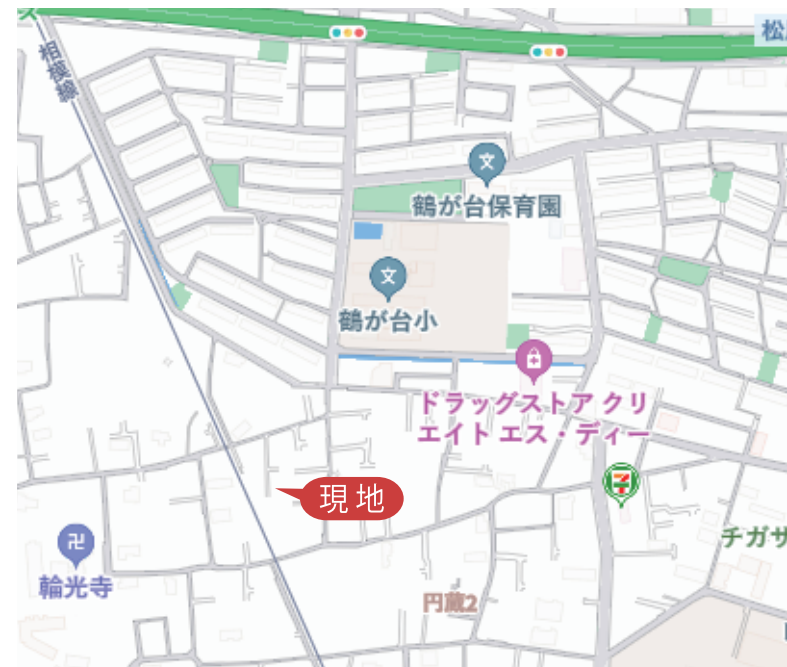 相模線
鶴が台保育園
鶴が台小
ドラッグストア クリ
エイト エス・ディー
現地
輪光寺
円蔵2
チガサ